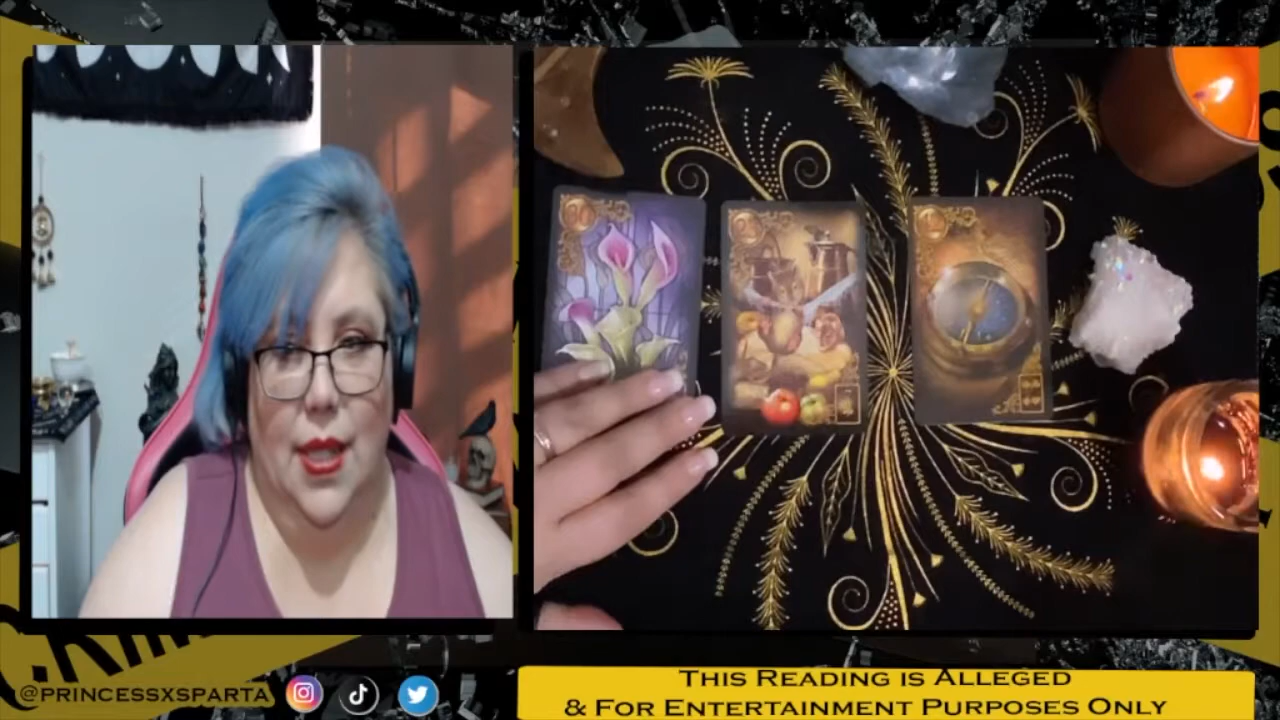 @PRINCESSXSPARTA
THIS READING IS ALLEGED
& FOR ENTERTAINMENT PURPOSES ONLY